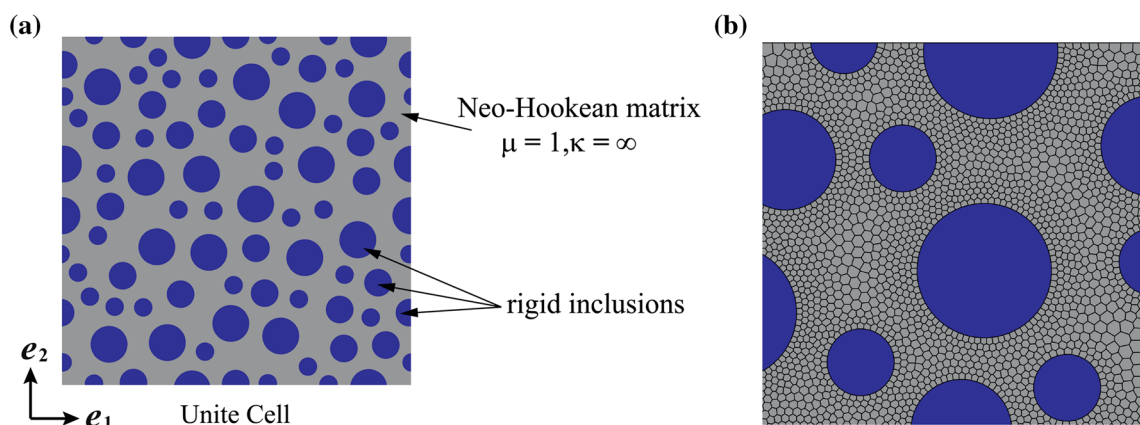 (a)
(b)
Neo-Hookean matrix
μ = 1,κ = ∞
rigid inclusions
e₂
e₁
Unite Cell